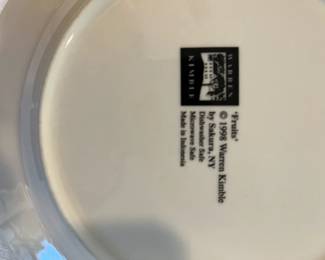 WARREN
KIMBLE
'Fruits'
© 1998 Warren Kimble
by Sakura, NY
Dishwasher Safe
Microwave Safe
Made in Indonesia